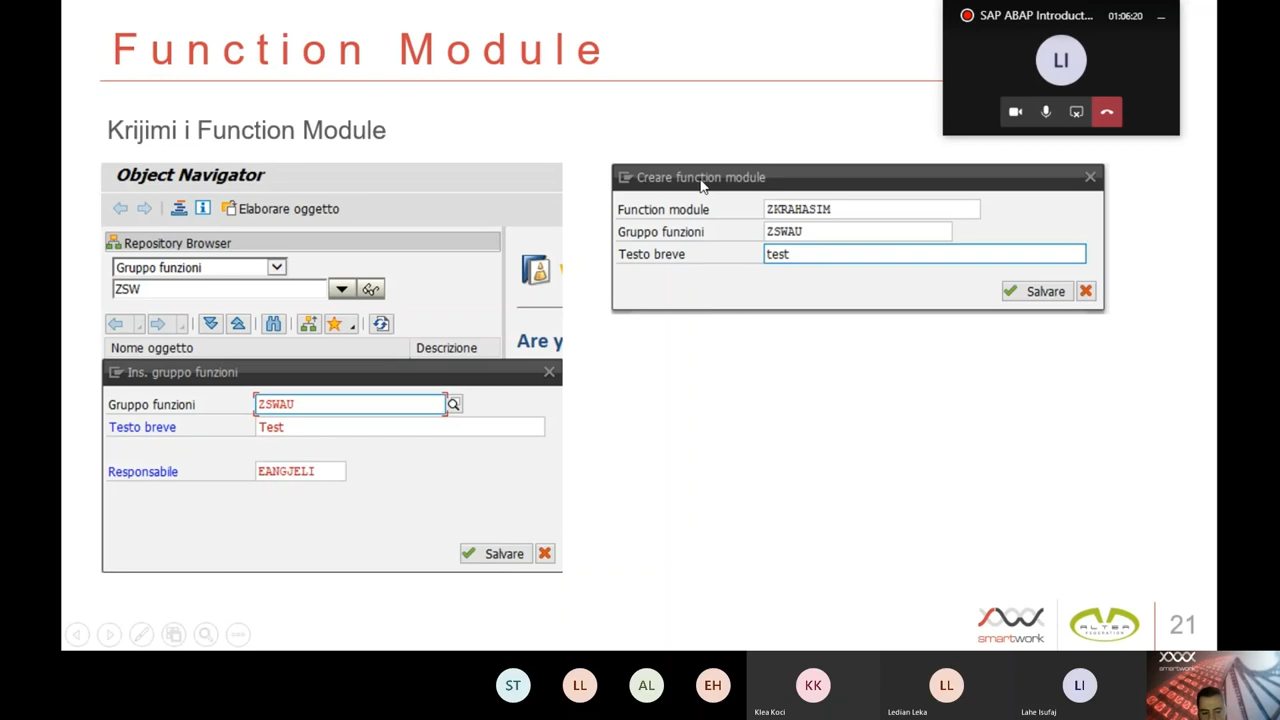 Function Module
SAP ABAP Introduct...
01:06:20
LI
Krijimi i Function Module
Object Navigator
Elaborare oggetto
Repository Browser
Gruppo funzioni
ZSW
Nome oggetto
Descrizione
Are y
Ins. gruppo funzioni
Gruppo funzioni
ZSWAU
Testo breve
Test
Responsabile
EANGJELI
Salvare
Creare function module
Function module
ZKRAHASIM
Gruppo funzioni
ZSWAU
Testo breve
test
Salvare
smartwork
ALTEA
FEDERATION
21
ST
LL
AL
EH
KK
Klea Koci
LL
Ledian Leka
LI
Lahe Isufaj
smartwork